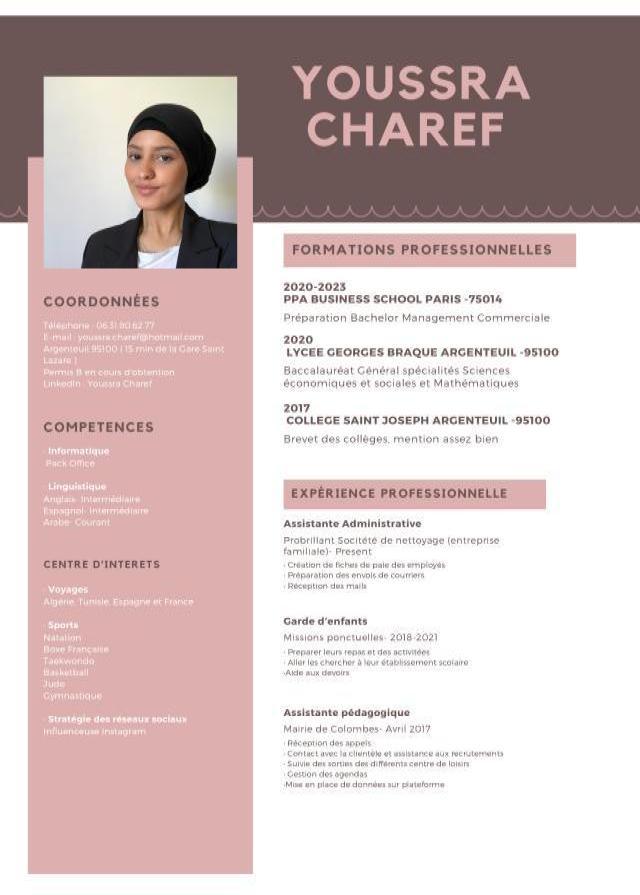 YOUSSRA
CHAREF
COORDONNÉES
Téléphone : 06 31 90 62 77
E-mail : youssra.charef@hotmail.com
Argenteuil 95100 ( 15 min de la Gare Saint
Lazare )
Permis B en cours d'obtention
LinkedIn : Youssra Charef
COMPETENCES
· Informatique
Pack Office
· Linguistique
Anglais- Intermédiaire
Espagnol- Intermédiaire
Arabe- Courant
CENTRE D'INTERETS
· Voyages
Algérie, Tunisie, Espagne et France
· Sports
Natation
Boxe Française
Taekwondo
Basketball
Judo
Gymnastique
· Stratégie des réseaux sociaux
Influenceuse Instagram
FORMATIONS PROFESSIONNELLES
2020-2023
PPA BUSINESS SCHOOL PARIS -75014
Préparation Bachelor Management Commerciale
2020
LYCEE GEORGES BRAQUE ARGENTEUIL -95100
Baccalauréat Général spécialités Sciences
économiques et sociales et Mathématiques
2017
COLLEGE SAINT JOSEPH ARGENTEUIL -95100
Brevet des collèges, mention assez bien
EXPÉRIENCE PROFESSIONNELLE
Assistante Administrative
Probrillant Socitété de nettoyage (entreprise
familiale)- Present
· Création de fiches de paie des employés
· Préparation des envois de courriers
· Réception des mails
Garde d'enfants
Missions ponctuelles- 2018-2021
· Preparer leurs repas et des activitées
· Aller les chercher à leur établissement scolaire
·Aide aux devoirs
Assistante pédagogique
Mairie de Colombes- Avril 2017
· Réception des appels
· Contact avec la clientèle et assistance aux recrutements
· Suivie des sorties des différents centre de loisirs
· Gestion des agendas
·Mise en place de données sur plateforme